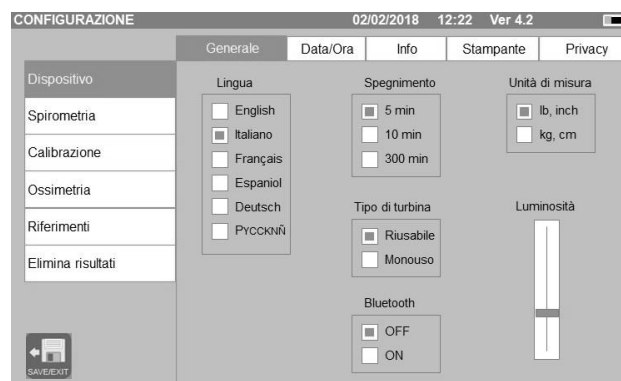 CONFIGURAZIONE 02/02/2018 12:22 Ver 4.2
Generale Data/Ora Info Stampante Privacy
Dispositivo
Spirometria
Calibrazione
Ossimetria
Riferimenti
Elimina risultati
SAVE/EXIT
Lingua
English
Italiano
Français
Espaniol
Deutsch
РУССКNÑ
Spegnimento
5 min
10 min
300 min
Tipo di turbina
Riusabile
Monouso
Bluetooth
OFF
ON
Unità di misura
lb, inch
kg, cm
Luminosità